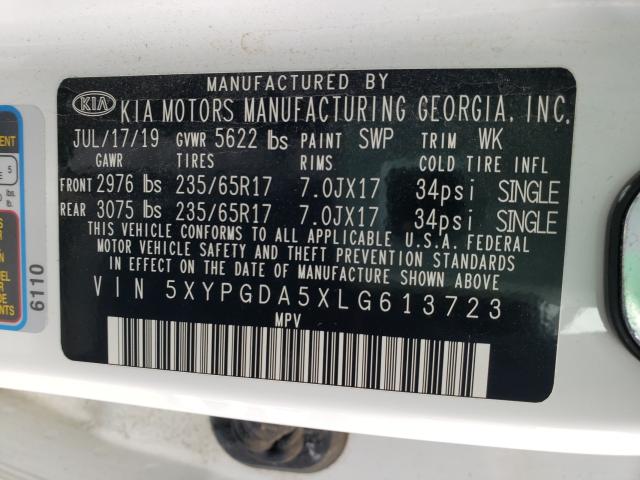 MANUFACTURED BY
KIA KIA MOTORS MANUFACTURING GEORGIA, INC.
JUL/17/19 GVWR 5622 lbs PAINT SWP TRIM WK
GAWR TIRES RIMS COLD TIRE INFL
FRONT 2976 lbs 235/65R17 7.0JX17 34psi SINGLE
REAR 3075 lbs 235/65R17 7.0JX17 34psi SINGLE
THIS VEHICLE CONFORMS TO ALL APPLICABLE U.S.A. FEDERAL
MOTOR VEHICLE SAFETY AND THEFT PREVENTION STANDARDS
IN EFFECT ON THE DATE OF MANUFACTURE SHOWN ABOVE.
VIN 5XYPGDA5XLG613723
MPV
6110